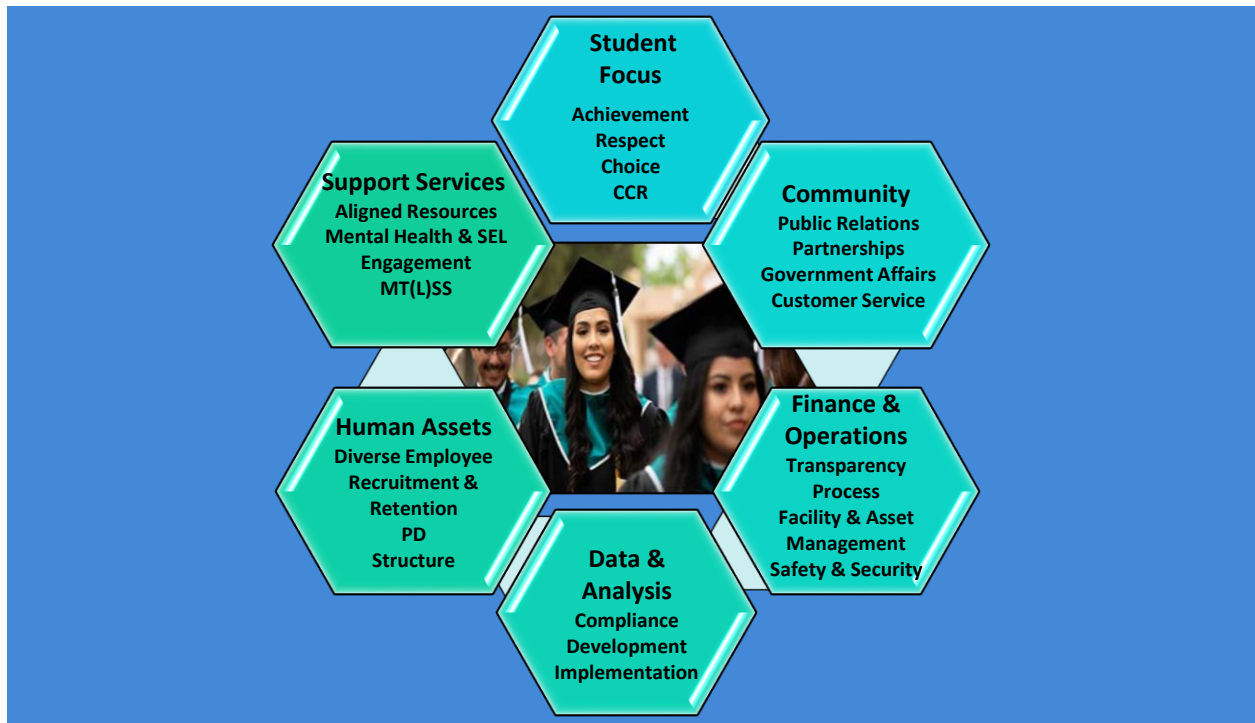 Student
Focus
Achievement
Respect
Choice
CCR
Community
Public Relations
Partnerships
Government Affairs
Customer Service
Finance &
Operations
Transparency
Process
Facility & Asset
Management
Safety & Security
Data &
Analysis
Compliance
Development
Implementation
Human Assets
Diverse Employee
Recruitment &
Retention
PD
Structure
Support Services
Aligned Resources
Mental Health & SEL
Engagement
MT(L)SS